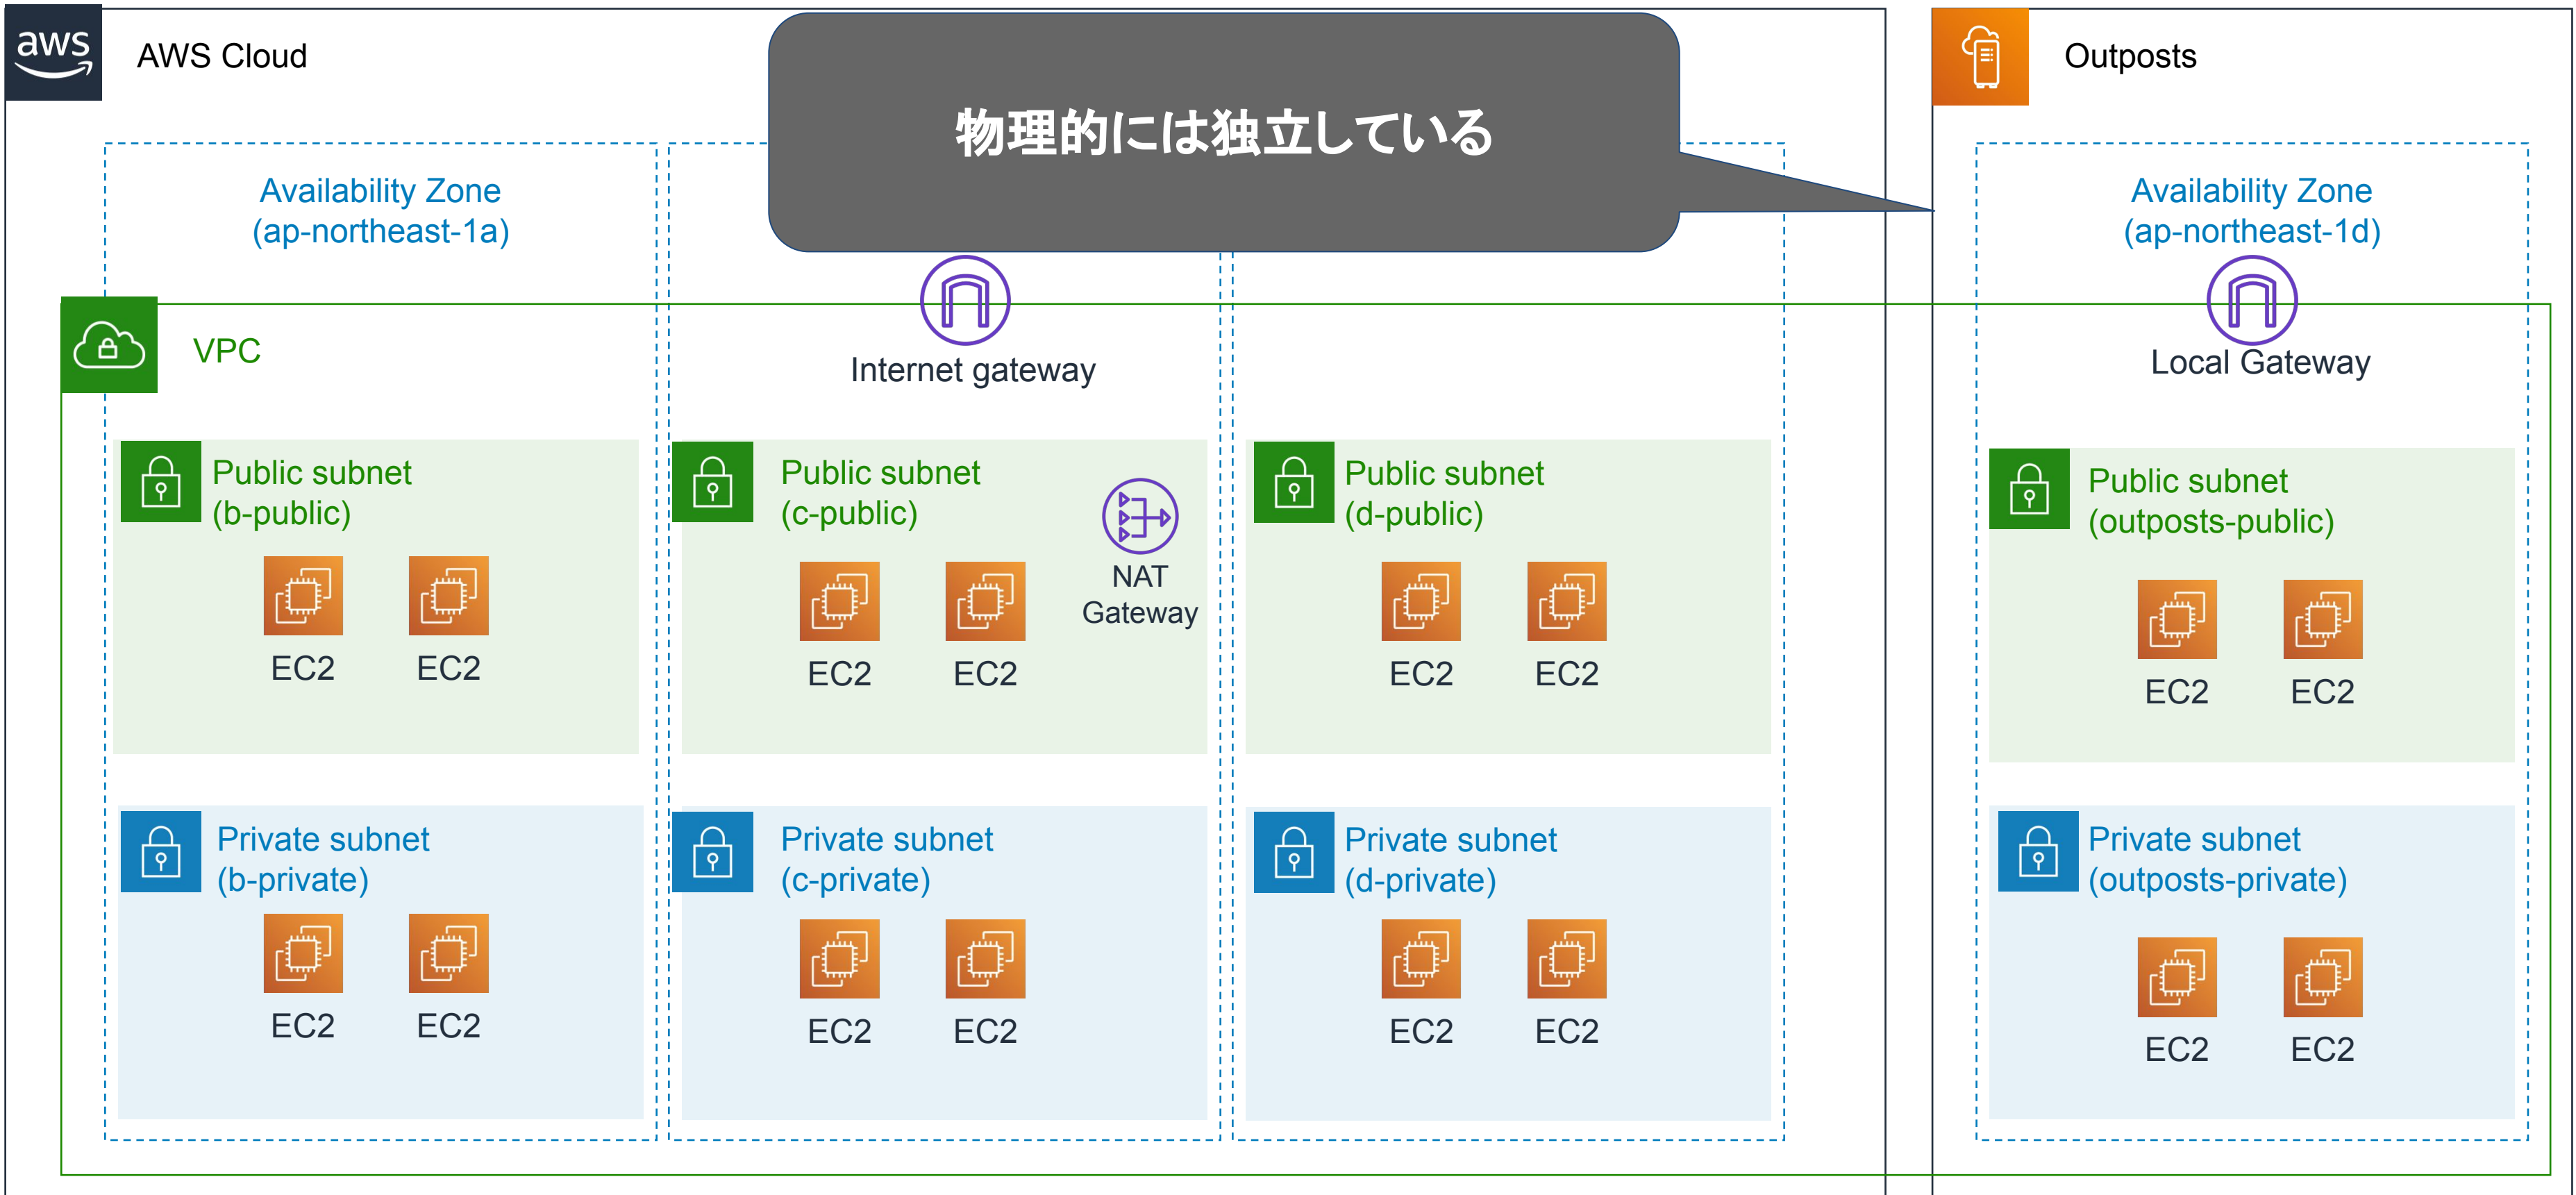 aws
AWS Cloud
物理的には独立している
Outposts
Availability Zone
(ap-northeast-1a)
Availability Zone
(ap-northeast-1d)
VPC
Internet gateway
Local Gateway
Public subnet
(b-public)
EC2
EC2
Public subnet
(c-public)
NAT
Gateway
EC2
EC2
Public subnet
(d-public)
EC2
EC2
Public subnet
(outposts-public)
EC2
EC2
Private subnet
(b-private)
EC2
EC2
Private subnet
(c-private)
EC2
EC2
Private subnet
(d-private)
EC2
EC2
Private subnet
(outposts-private)
EC2
EC2